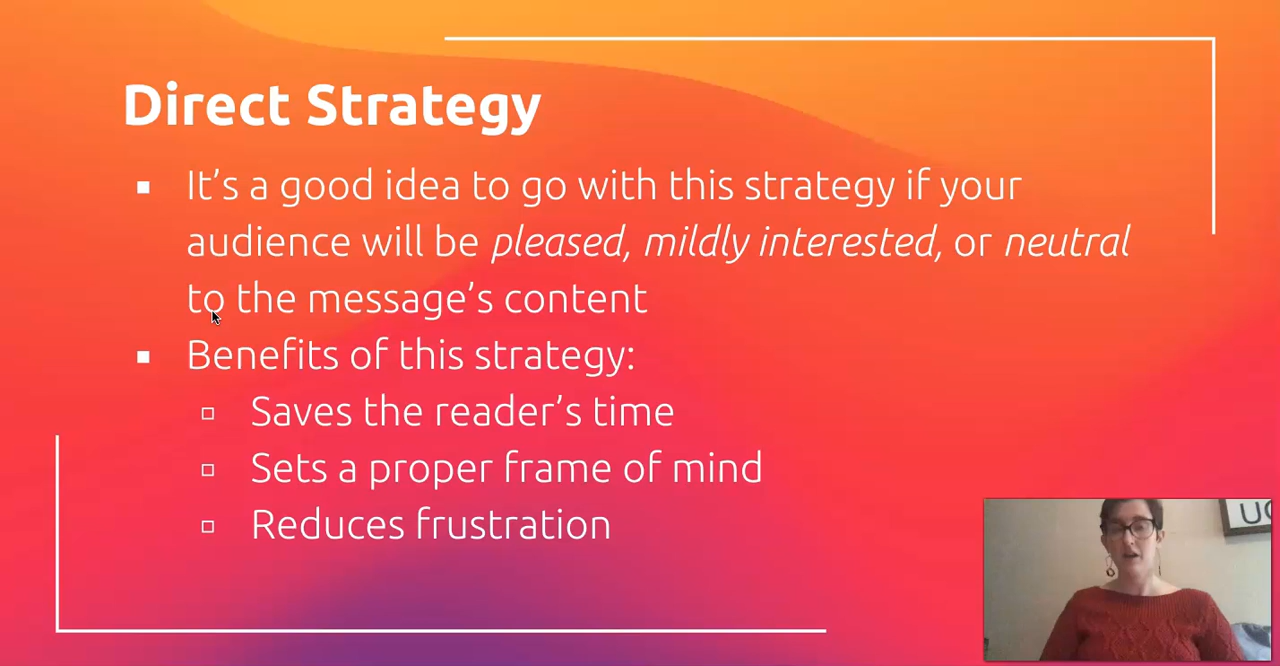 Direct Strategy
It's a good idea to go with this strategy if your
audience will be pleased, mildly interested, or neutral
to the message's content
Benefits of this strategy:
Saves the reader's time
Sets a proper frame of mind
Reduces frustration